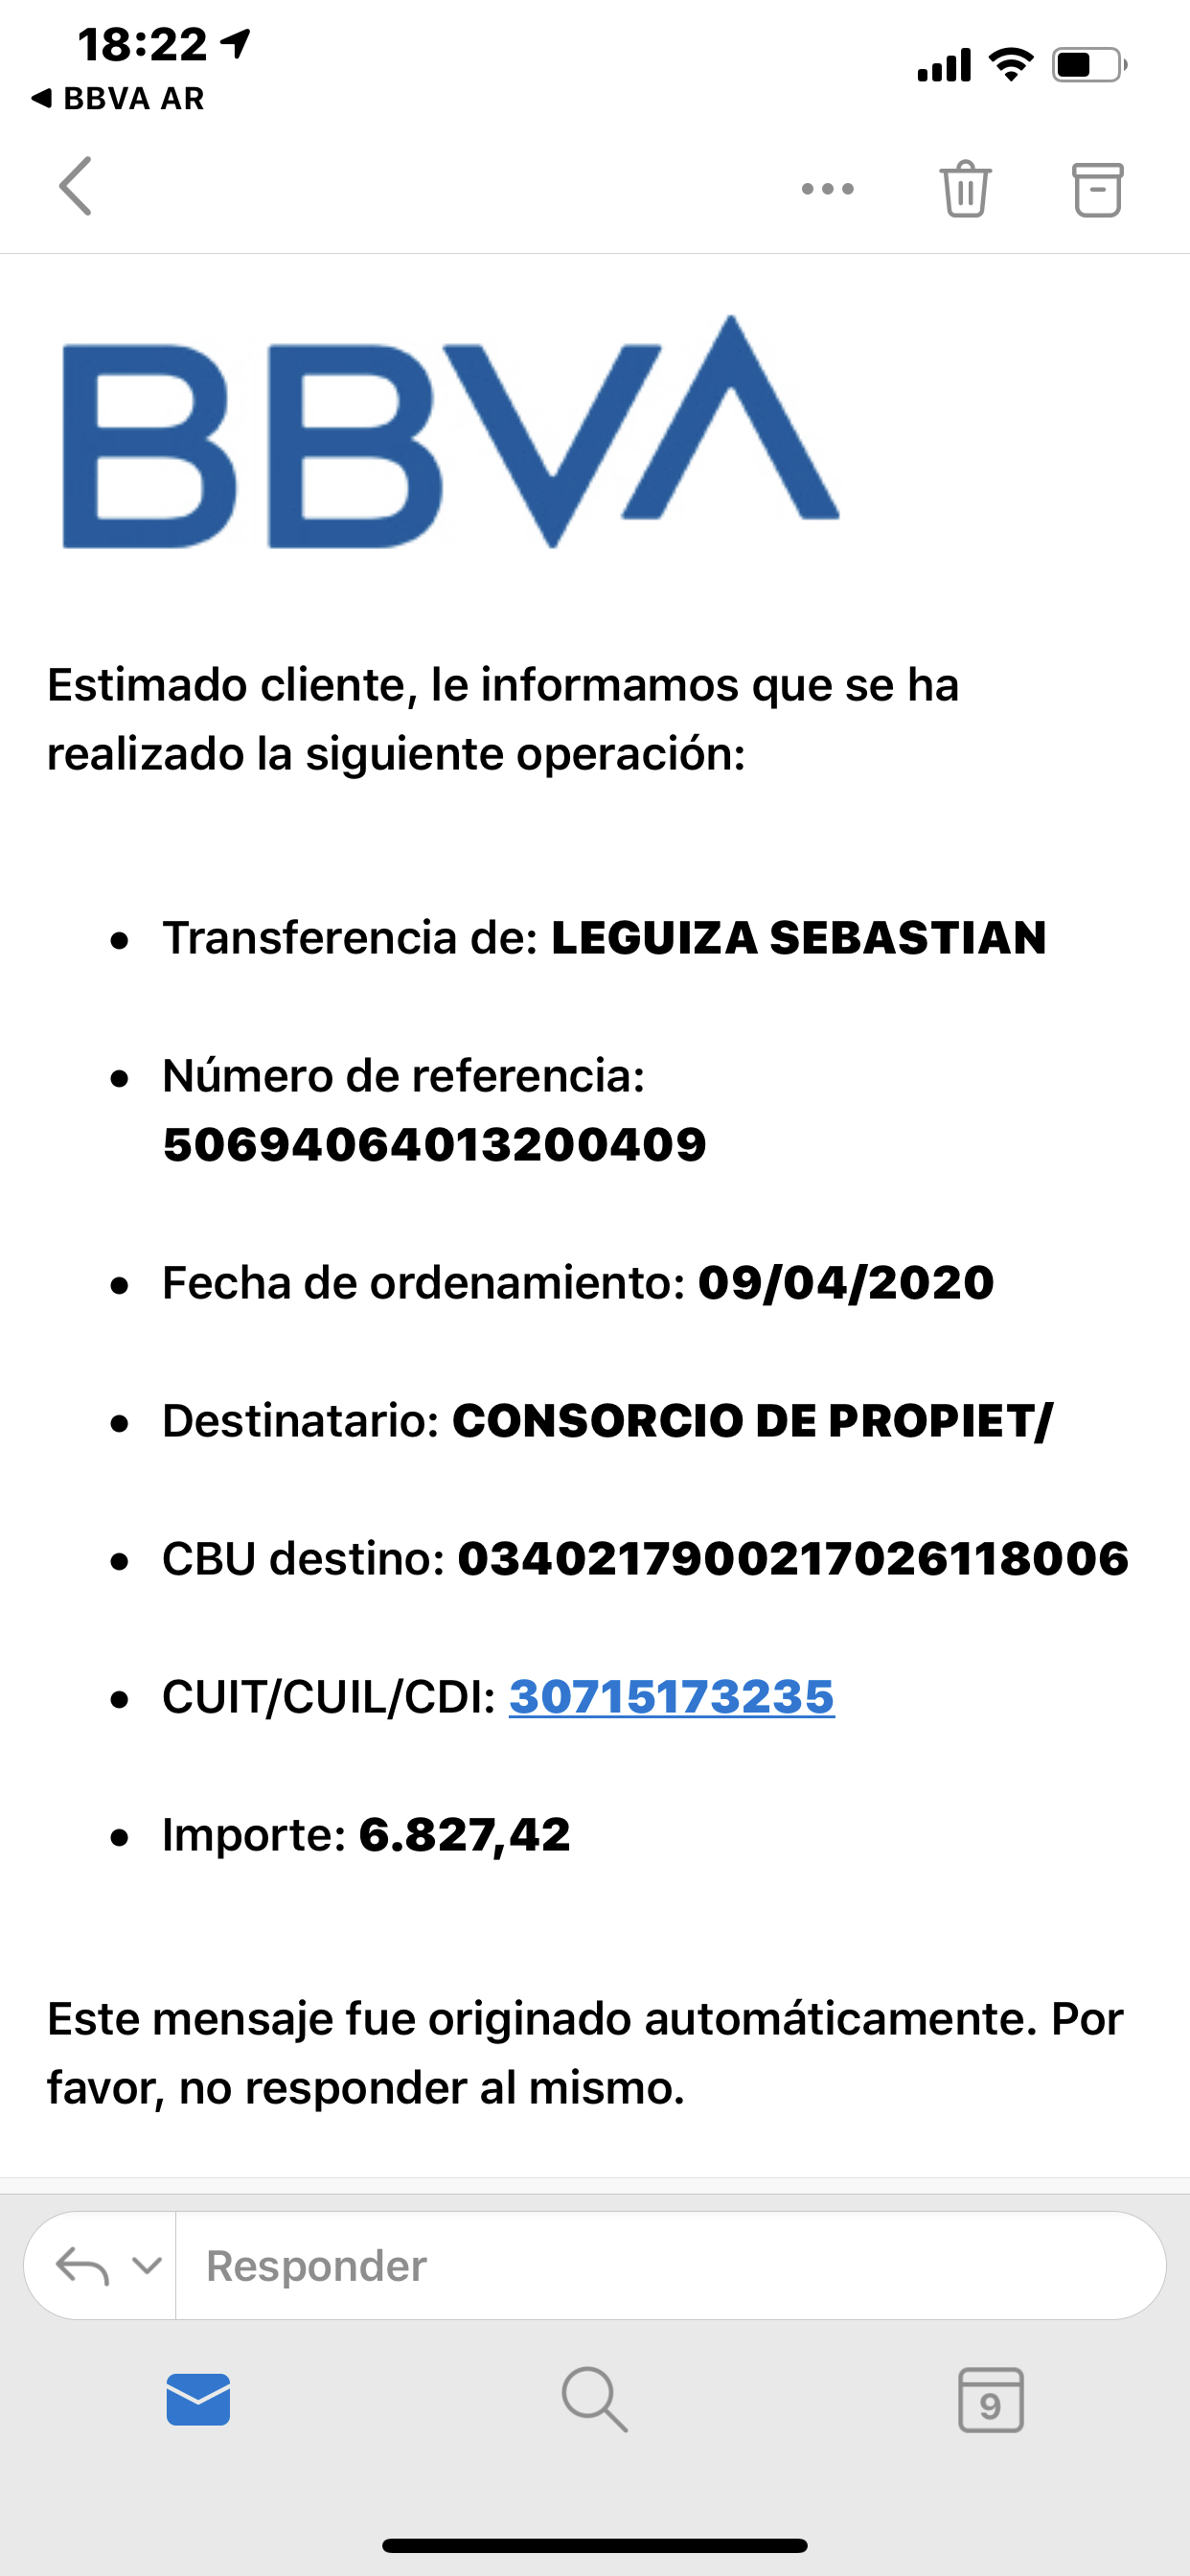 18:22
BBVA AR
BBVA
Estimado cliente, le informamos que se ha
realizado la siguiente operación:
• Transferencia de: LEGUIZA SEBASTIAN
• Número de referencia:
50694064013200409
• Fecha de ordenamiento: 09/04/2020
• Destinatario: CONSORCIO DE PROPIET/
• CBU destino: 0340217900217026118006
• CUIT/CUIL/CDI: 30715173235
• Importe: 6.827,42
Este mensaje fue originado automáticamente. Por
favor, no responder al mismo.
Responder
9